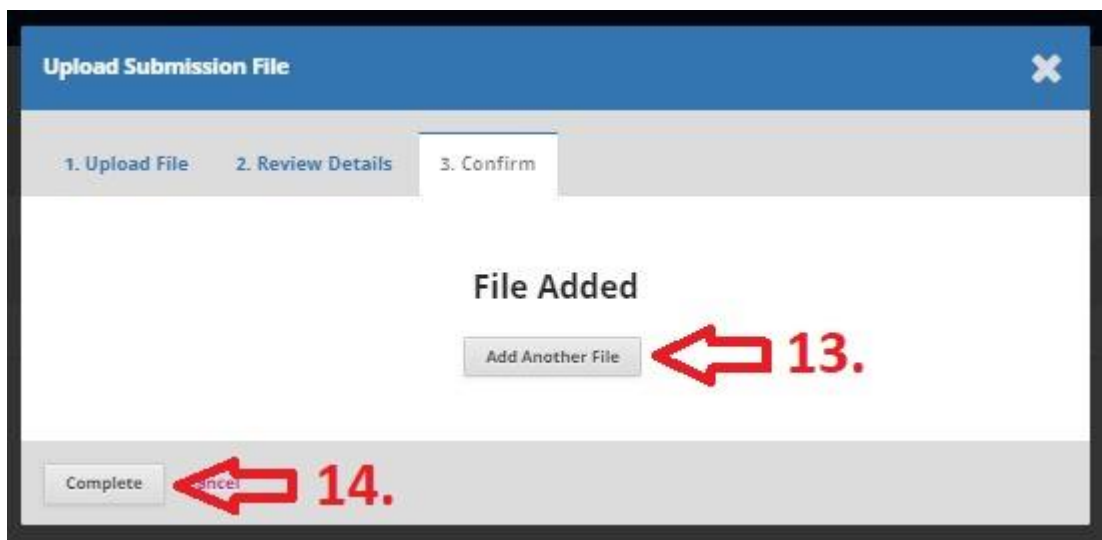 Upload Submission File
1. Upload File 2. Review Details 3. Confirm
File Added
Add Another File 13.
Complete 14.